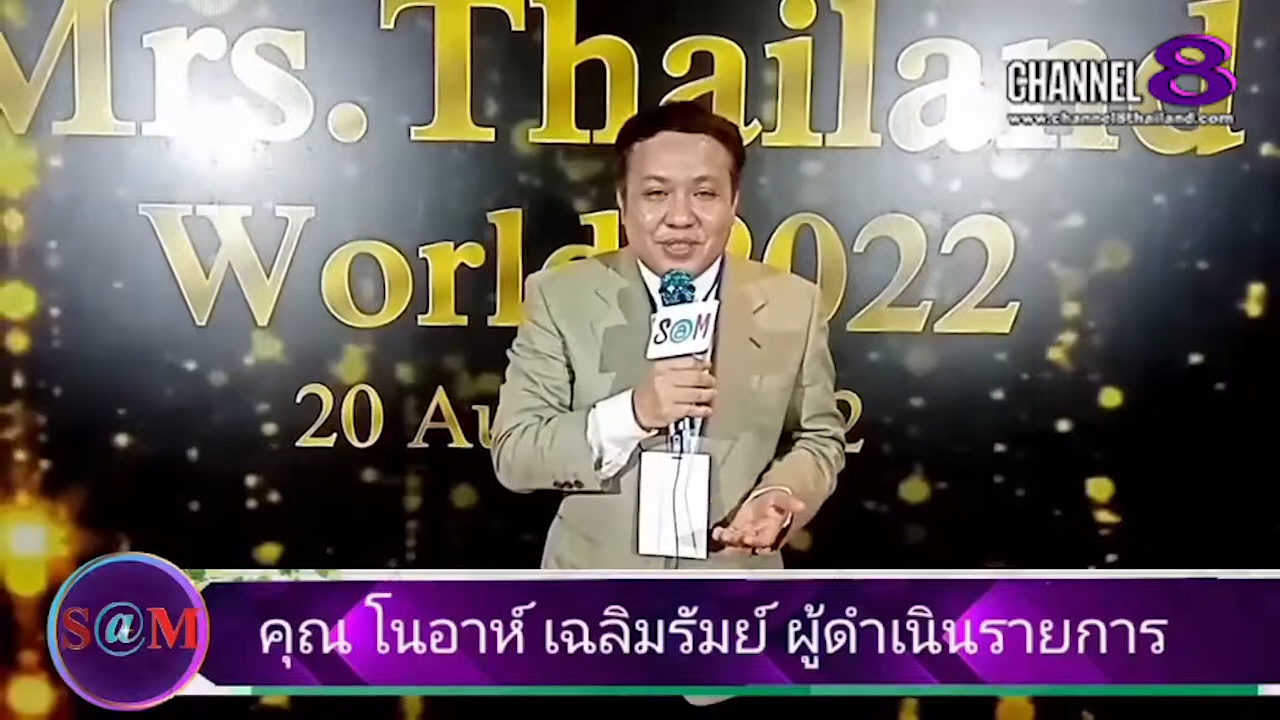 Mrs. Thailand
CHANNEL 8
www.channel8thailand.com
World 2022
20
S@M
S@M
คุณ โนอาห์ เฉลิมรัมย์ ผู้ดำเนินรายการ